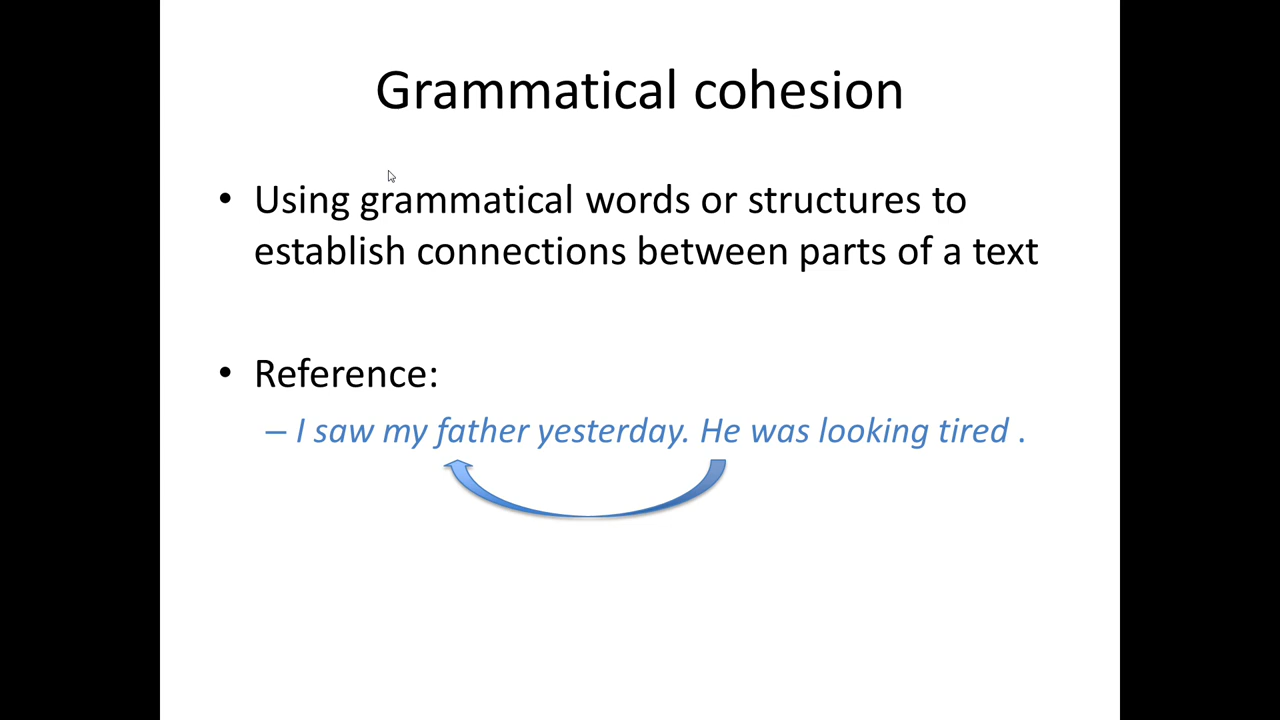 Grammatical cohesion
• Using grammatical words or structures to
establish connections between parts of a text
• Reference:
– I saw my father yesterday. He was looking tired .